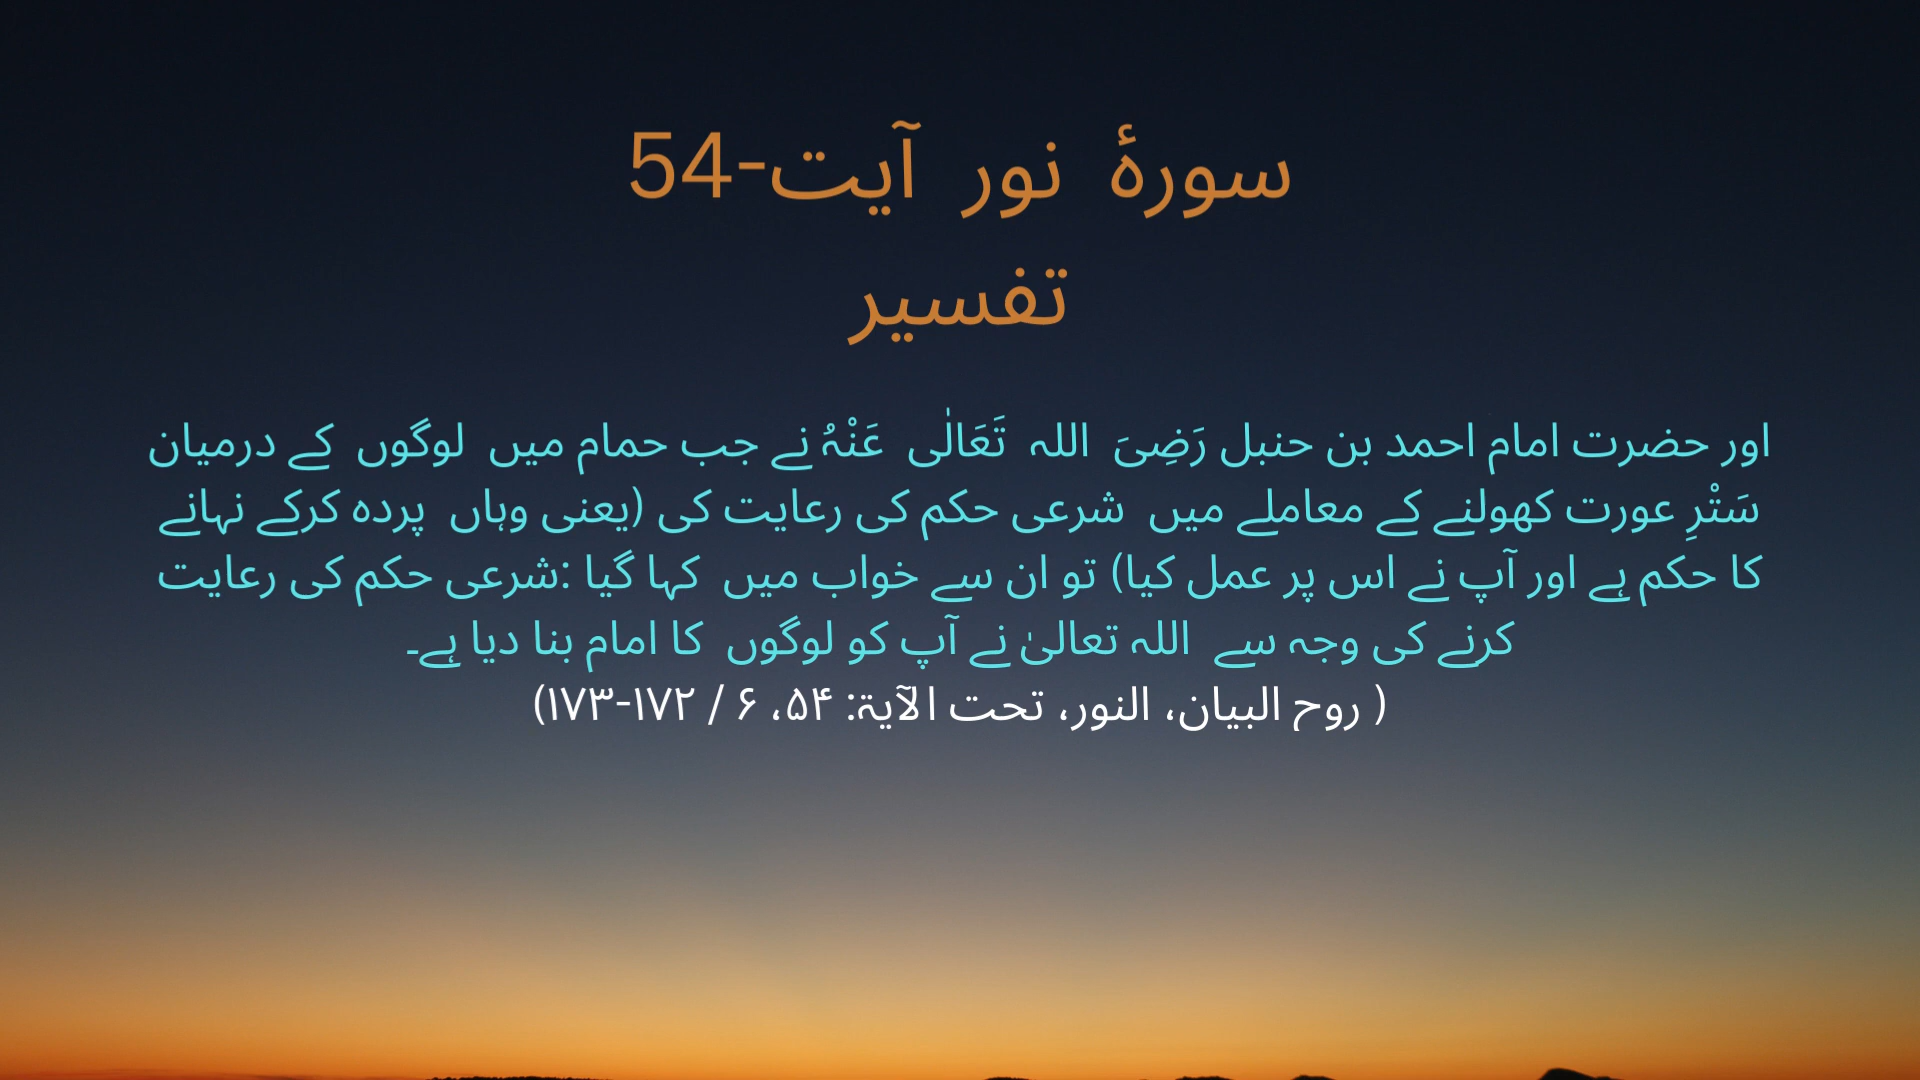 سورۂ نور آیت-54
تفسیر
اور حضرت امام احمد بن حنبل رَضِیَ اللہ تَعَالٰی عَنْہُ نے جب حمام میں لوگوں کے درمیان
سَتْرِ عورت کھولنے کے معاملے میں شرعی حکم کی رعایت کی (یعنی وہاں پردہ کرکے نہانے
کا حکم ہے اور آپ نے اس پر عمل کیا) تو ان سے خواب میں کہا گیا :شرعی حکم کی رعایت
کرنے کی وجہ سے اللہ تعالیٰ نے آپ کو لوگوں کا امام بنا دیا ہے۔
( روح البیان، النور، تحت الآیۃ: ۵۴، ۶ / ۱۷۲-۱۷۳)